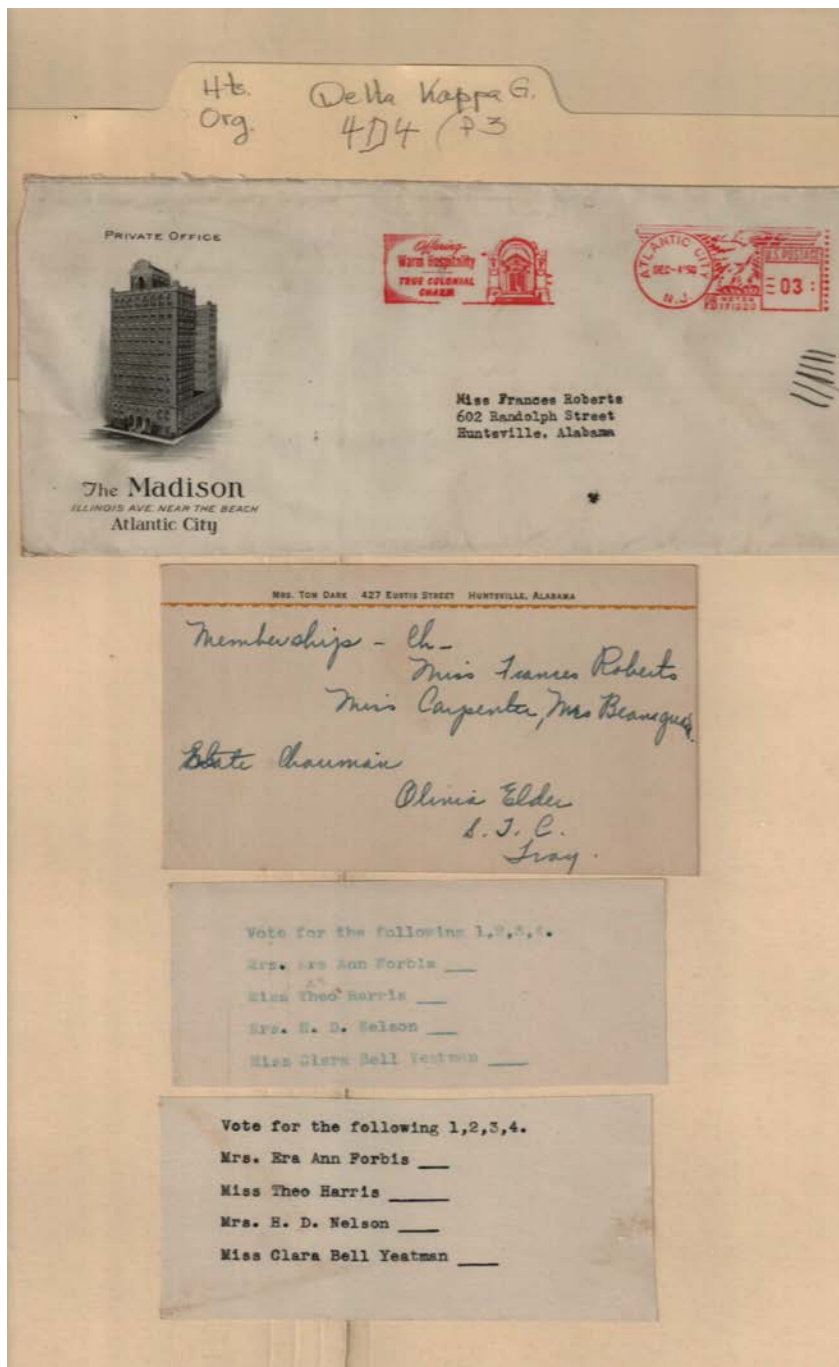 Hts. Delta Kappa G.
Org. 4D4 (P3
PRIVATE OFFICE
Offering
Warm Hospitality
TRUE COLONIAL
CHARM
ATLANTIC CITY
DEC-4'50
N.J.
U.S. POSTAGE
03
Miss Frances Roberts
602 Randolph Street
Huntsville, Alabama
The Madison
ILLINOIS AVE. NEAR THE BEACH
Atlantic City
MRS. TOM DARK 427 EUSTIS STREET HUNTSVILLE, ALABAMA
Memberships - Ch-
Miss Frances Roberts
Miss Carpenter, Mrs
State Chairman
Olivia Elder
S. T. C.
Troy.
Vote for the following 1,2,3,4.
Mrs. Era Ann Forbis ___
Miss Theo Harris ___
Mrs. H. D. Nelson ___
Miss Clara Bell Yeatman ____
Vote for the following 1,2,3,4.
Mrs. Era Ann Forbis ___
Miss Theo Harris _____
Mrs. H. D. Nelson ____
Miss Clara Bell Yeatman ____